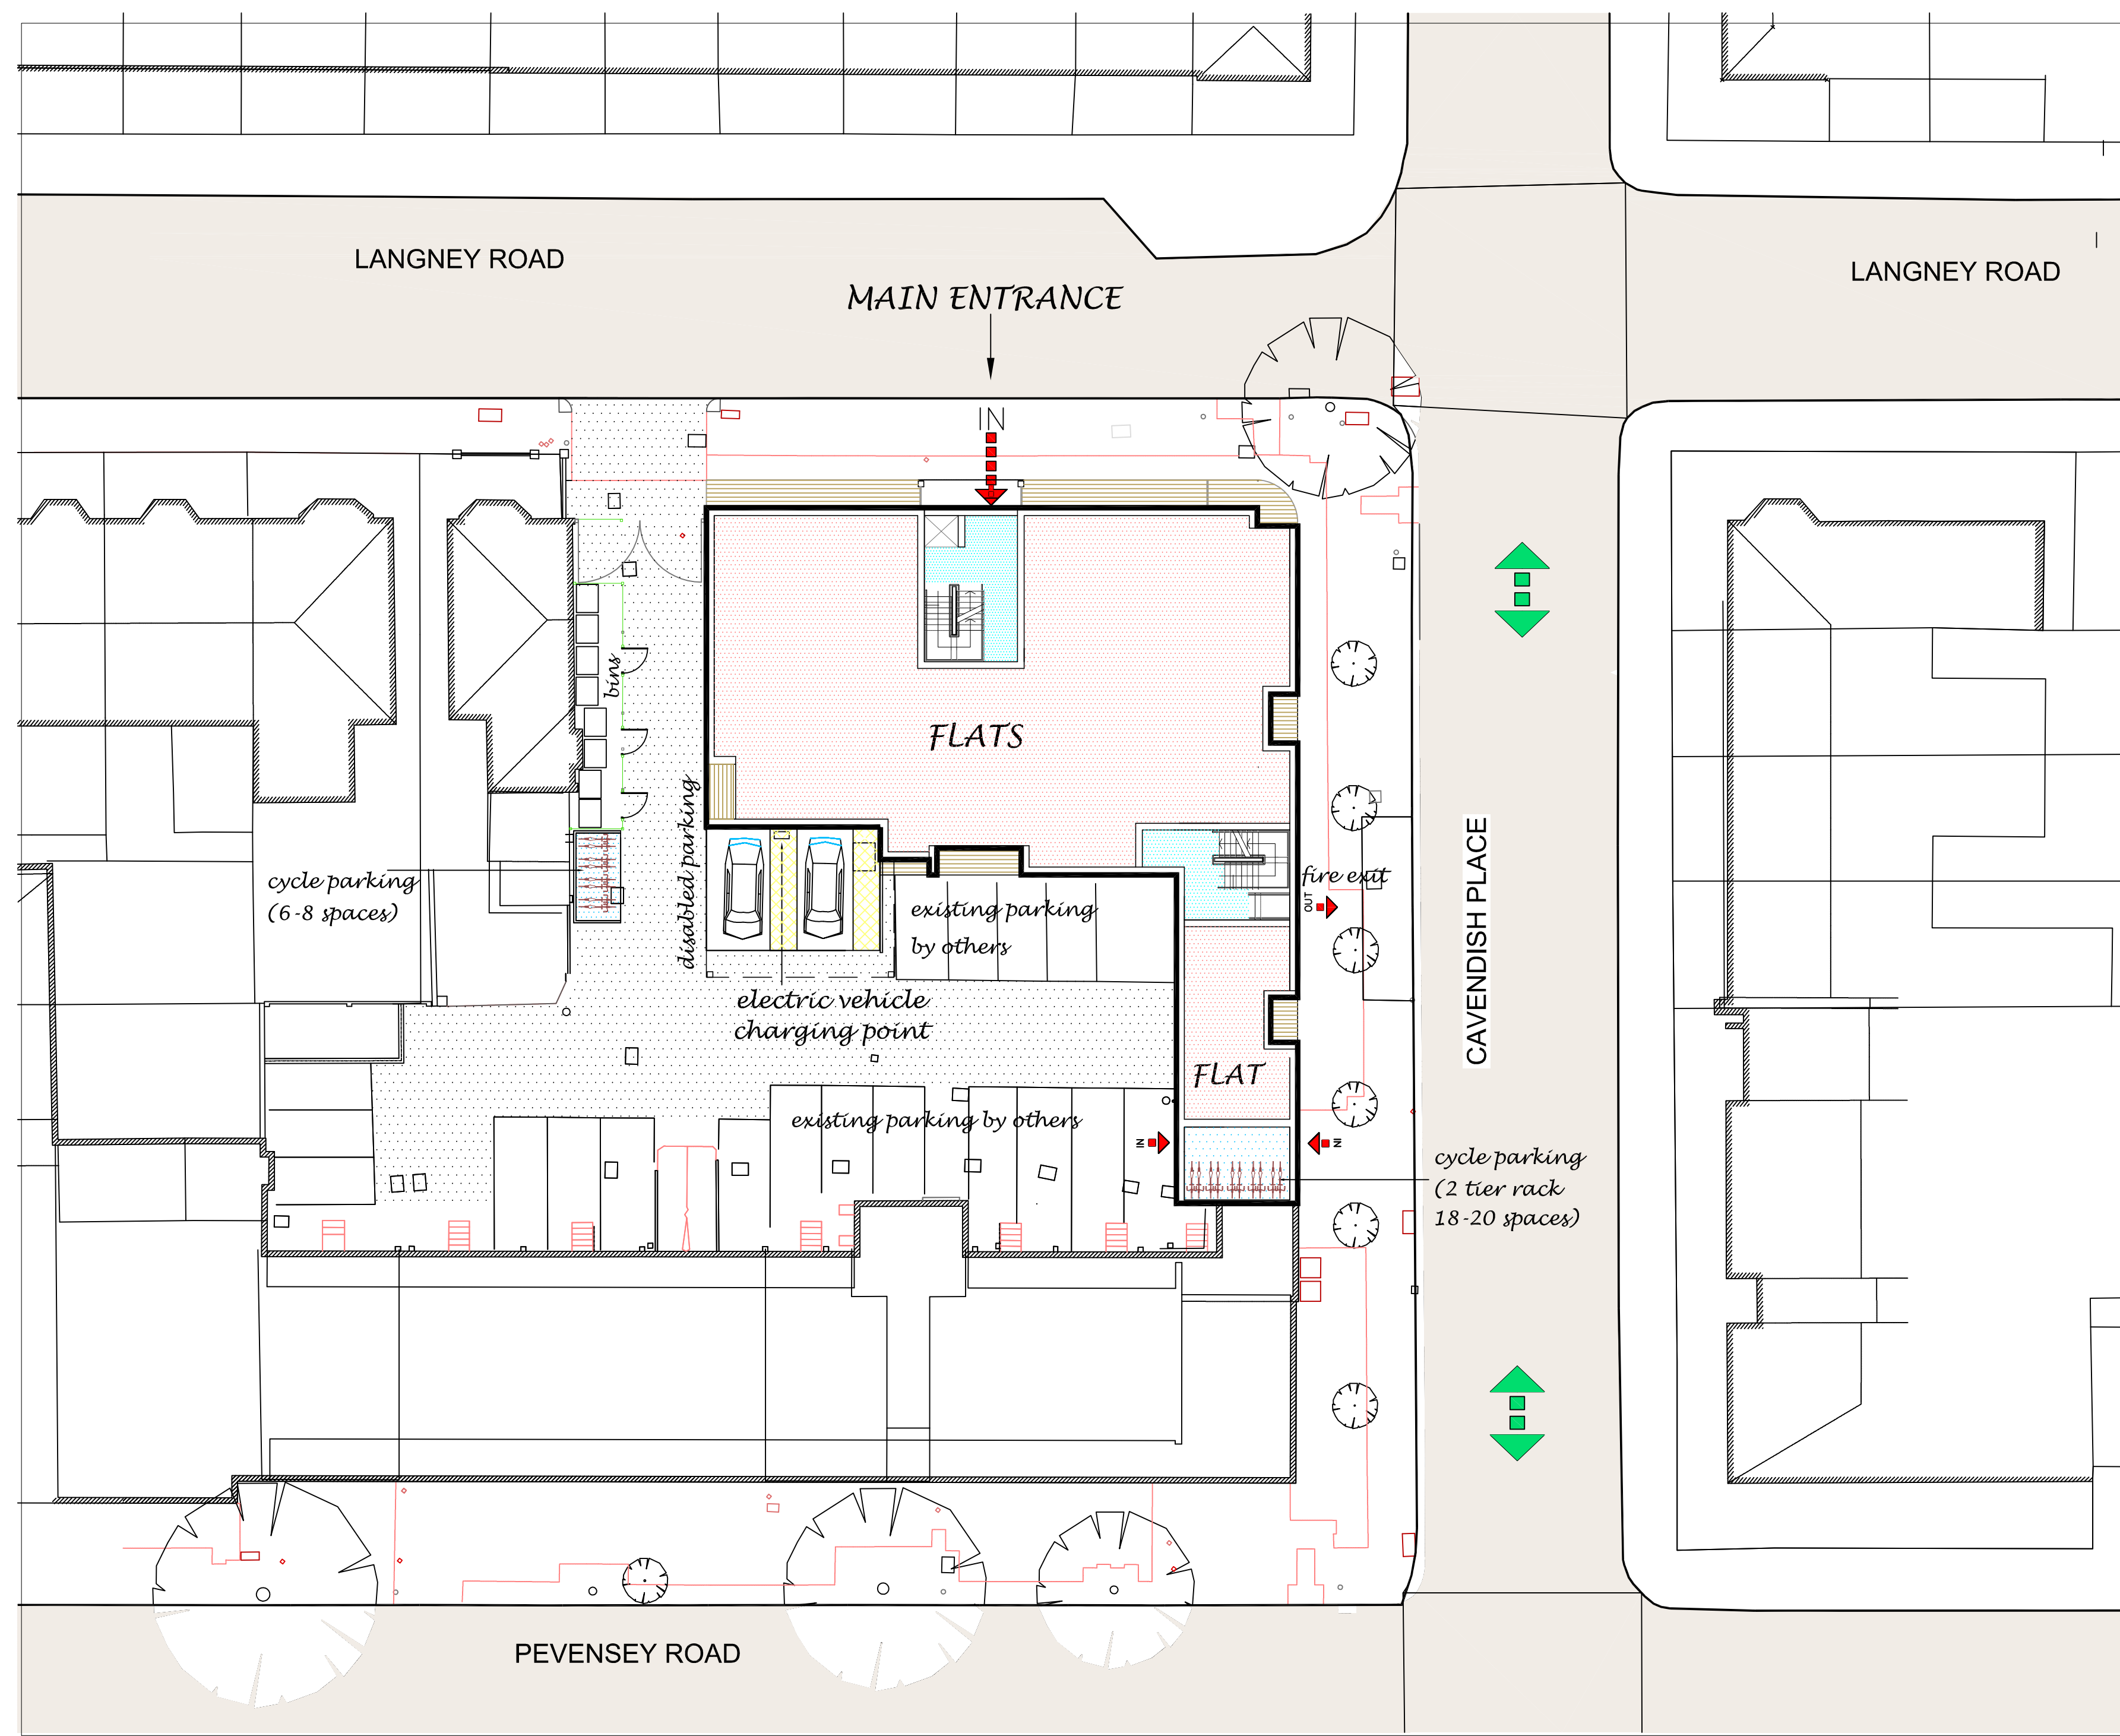 LANGNEY ROAD
LANGNEY ROAD
MAIN ENTRANCE
IN
bins
FLATS
disabled parking
cycle parking
(6-8 spaces)
existing parking
by others
fire exit
OUT
CAVENDISH PLACE
electric vehicle
charging point
FLAT
existing parking by others
IN
IN
cycle parking
(2 tier rack
18-20 spaces)
PEVENSEY ROAD